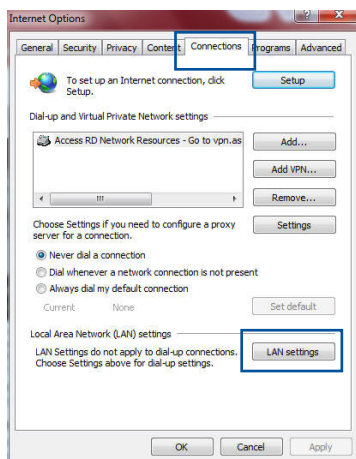 Internet Options
General Security Privacy Content Connections Programs Advanced
To set up an Internet connection, click
Setup.
Setup
Dial-up and Virtual Private Network settings
Access RD Network Resources - Go to vpn.as
Add...
Add VPN...
Remove...
Choose Settings if you need to configure a proxy
server for a connection.
Settings
Never dial a connection
Dial whenever a network connection is not present
Always dial my default connection
Current None
Set default
Local Area Network (LAN) settings
LAN Settings do not apply to dial-up connections.
Choose Settings above for dial-up settings.
LAN settings
OK Cancel Apply